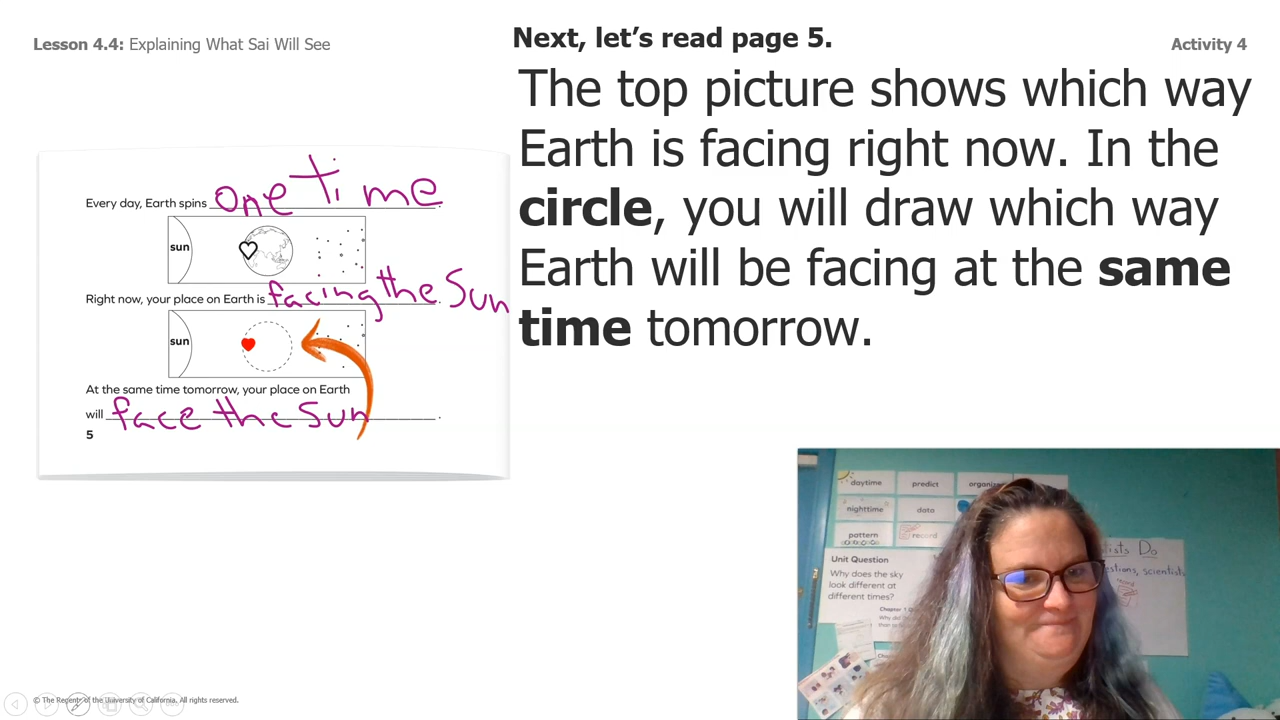 Lesson 4.4: Explaining What Sai Will See
Next, let's read page 5.
Activity 4
The top picture shows which way
Earth is facing right now. In the
circle, you will draw which way
Earth will be facing at the same
time tomorrow.
Every day, Earth spins one time.
sun
Right now, your place on Earth is facing the Sun.
sun
At the same time tomorrow, your place on Earth
will face the Sun.
5
daytime
predict
nighttime
data
pattern
record
Unit Question
Why does the sky
look different at
different times?
Do
scientists
© The Regents of the University of California. All rights reserved.